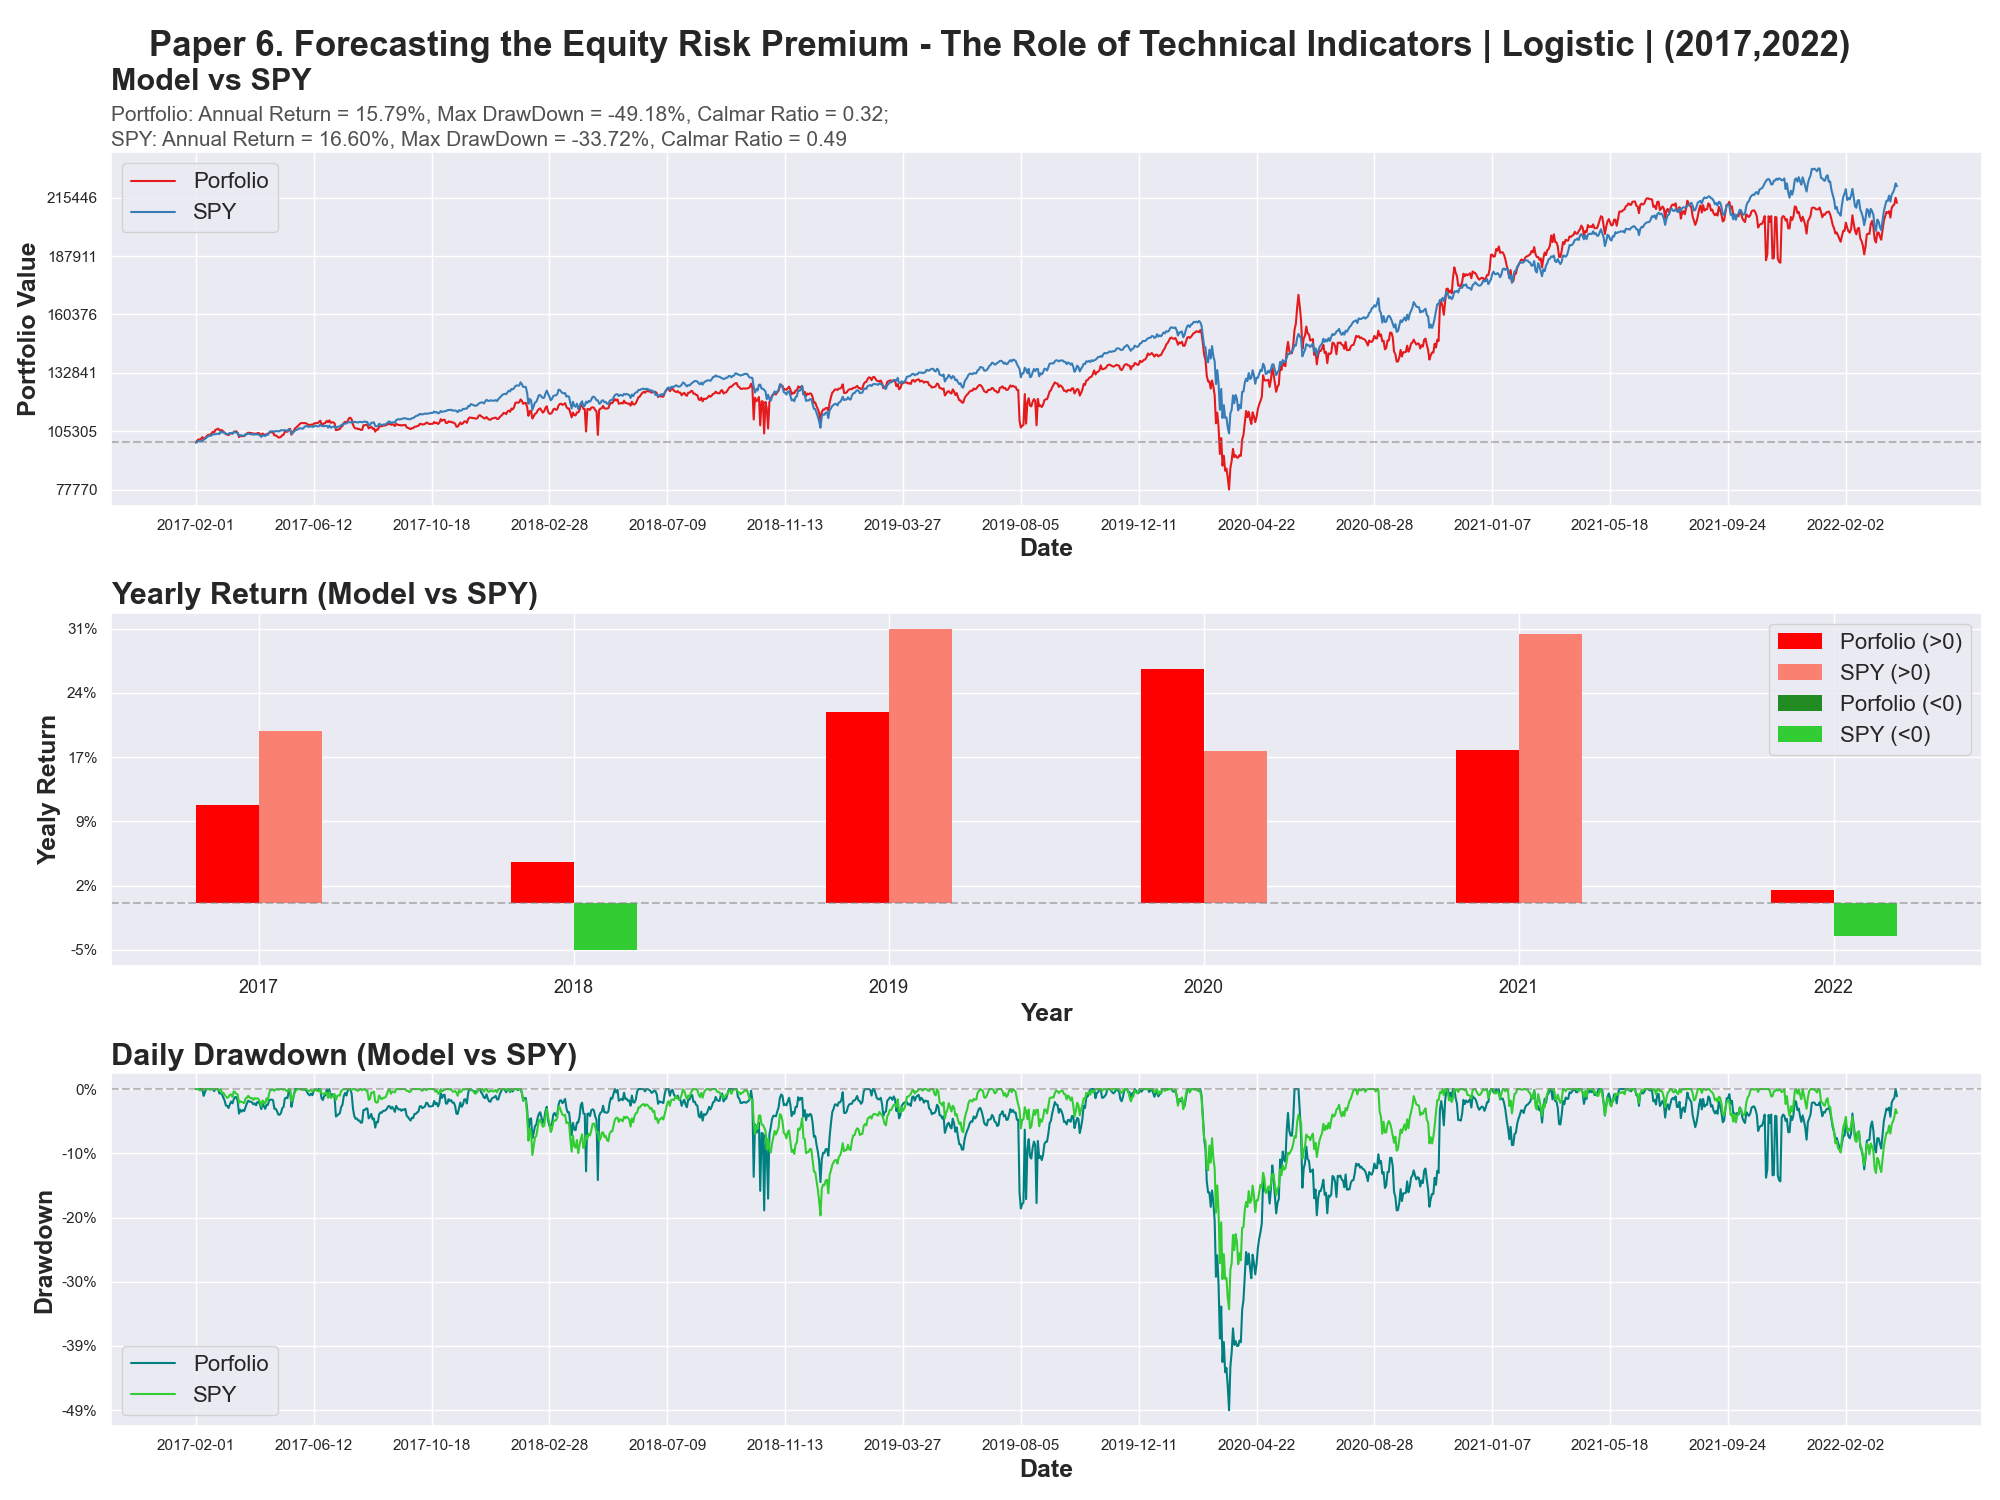 Paper 6. Forecasting the Equity Risk Premium - The Role of Technical Indicators | Logistic | (2017,2022)
Model vs SPY
Portfolio: Annual Return = 15.79%, Max DrawDown = -49.18%, Calmar Ratio = 0.32;
SPY: Annual Return = 16.60%, Max DrawDown = -33.72%, Calmar Ratio = 0.49
Porfolio
SPY
Portfolio Value
215446
187911
160376
132841
105305
77770
2017-02-01 2017-06-12 2017-10-18 2018-02-28 2018-07-09 2018-11-13 2019-03-27 2019-08-05 2019-12-11 2020-04-22 2020-08-28 2021-01-07 2021-05-18 2021-09-24 2022-02-02
Date
Yearly Return (Model vs SPY)
Porfolio (>0)
SPY (>0)
Porfolio (<0)
SPY (<0)
Yealy Return
31%
24%
17%
9%
2%
-5%
2017 2018 2019 2020 2021 2022
Year
Daily Drawdown (Model vs SPY)
Drawdown
0%
-10%
-20%
-30%
-39%
-49%
Porfolio
SPY
2017-02-01 2017-06-12 2017-10-18 2018-02-28 2018-07-09 2018-11-13 2019-03-27 2019-08-05 2019-12-11 2020-04-22 2020-08-28 2021-01-07 2021-05-18 2021-09-24 2022-02-02
Date